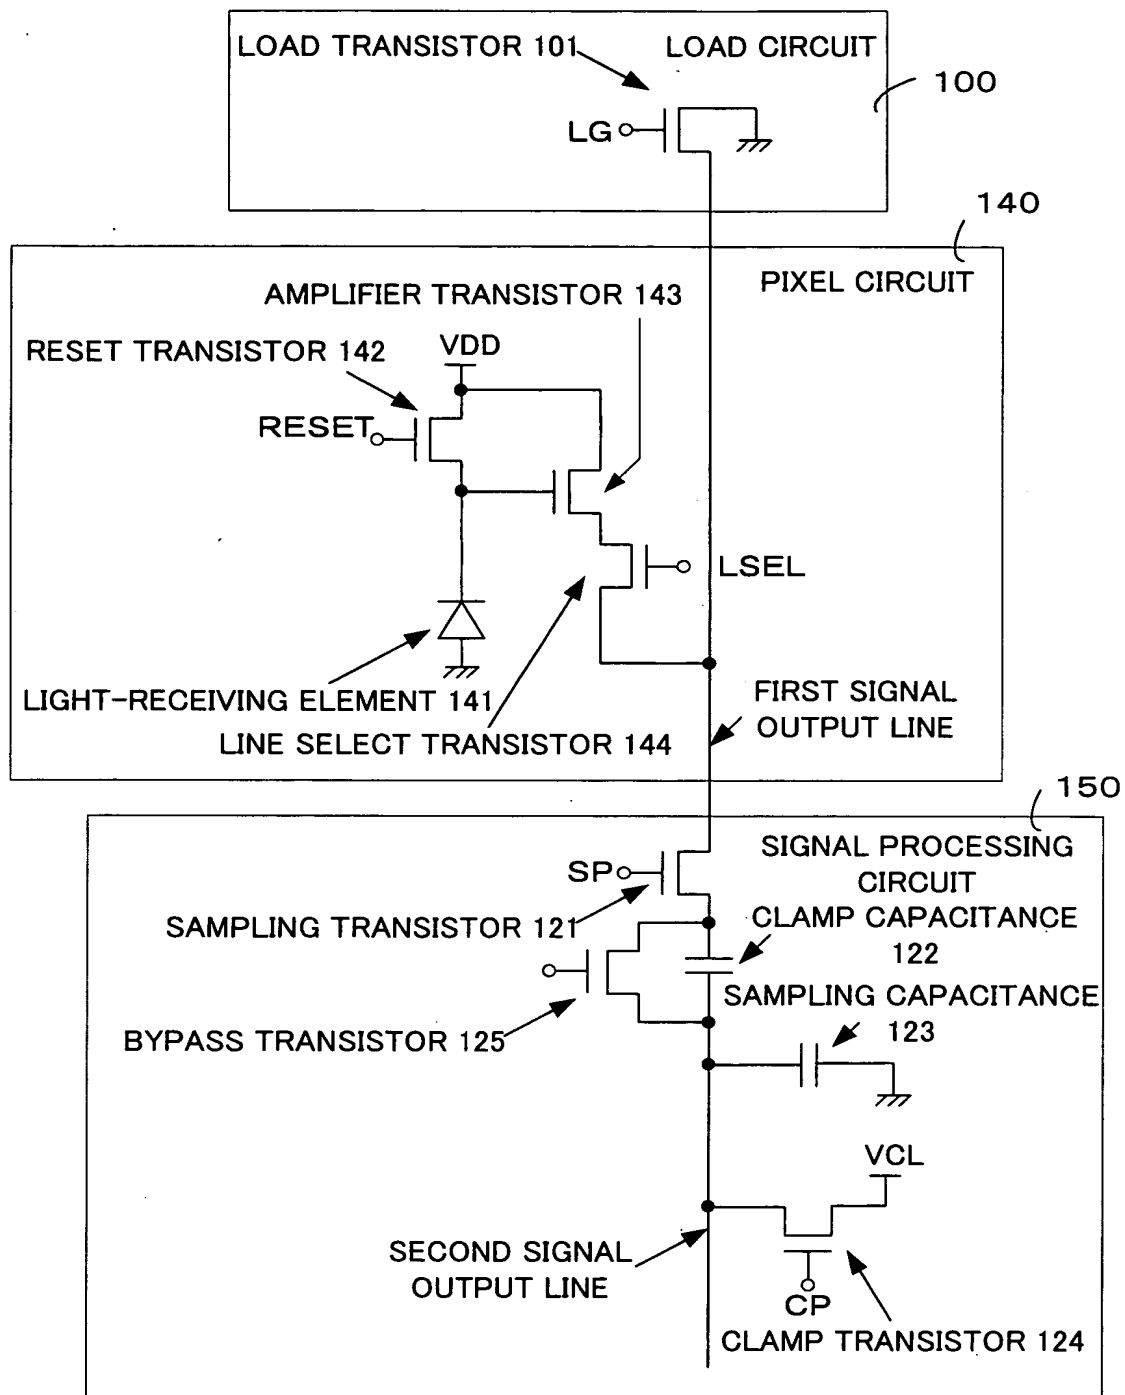 LOAD TRANSISTOR 101
LOAD CIRCUIT
100
LG
140
PIXEL CIRCUIT
AMPLIFIER TRANSISTOR 143
VDD
RESET TRANSISTOR 142
RESET
LSEL
LIGHT-RECEIVING ELEMENT 141
LINE SELECT TRANSISTOR 144
FIRST SIGNAL
OUTPUT LINE
150
SIGNAL PROCESSING
CIRCUIT
SP
SAMPLING TRANSISTOR 121
CLAMP CAPACITANCE
122
SAMPLING CAPACITANCE
123
BYPASS TRANSISTOR 125
VCL
SECOND SIGNAL
OUTPUT LINE
CP
CLAMP TRANSISTOR 124